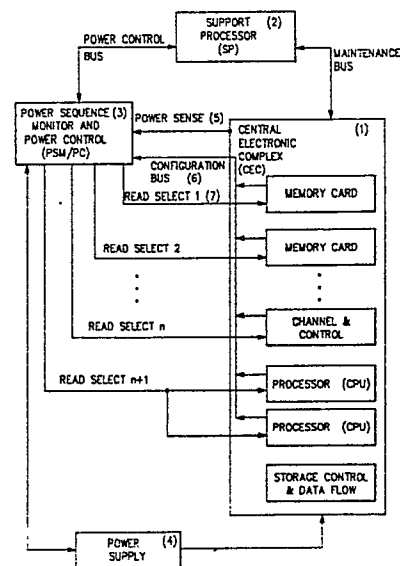 SUPPORT (2)
PROCESSOR
(SP)
POWER CONTROL
BUS
MAINTENANCE
BUS
POWER SEQUENCE (3)
MONITOR AND
POWER CONTROL
(PSM/PC)
POWER SENSE (5)
CENTRAL (1)
ELECTRONIC
COMPLEX
(CEC)
CONFIGURATION
BUS (6)
READ SELECT 1 (7)
MEMORY CARD
READ SELECT 2
MEMORY CARD
READ SELECT n
CHANNEL &
CONTROL
READ SELECT n+1
PROCESSOR (CPU)
PROCESSOR (CPU)
STORAGE CONTROL
& DATA FLOW
POWER (4)
SUPPLY